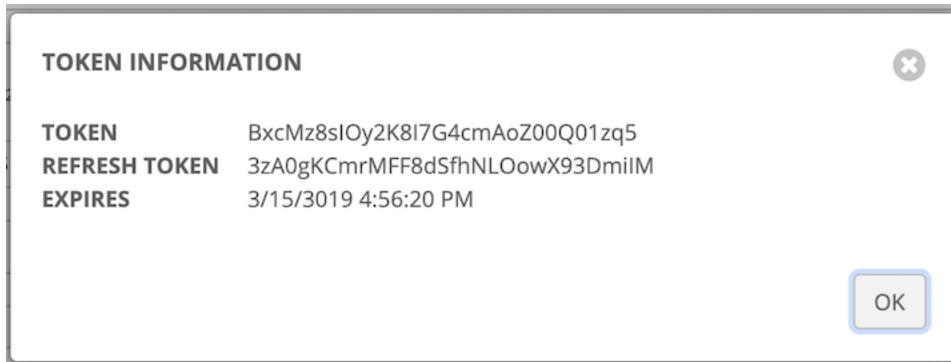 TOKEN INFORMATION
TOKEN BxcMz8sIOy2K8I7G4cmAoZ00Q01zq5
REFRESH TOKEN 3zA0gKCmrMFF8dSfhNLOowX93DmiIM
EXPIRES 3/15/3019 4:56:20 PM
OK